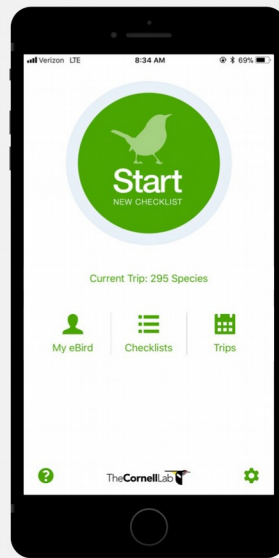 Verizon LTE
8:34 AM
69%
Start
NEW CHECKLIST
Current Trip: 295 Species
My eBird
Checklists
Trips
?
TheCornellLab